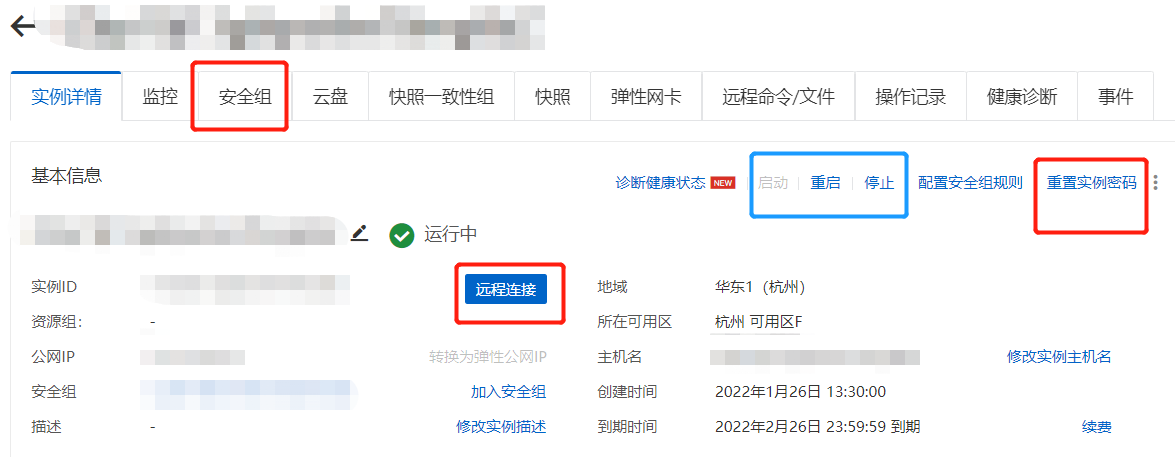 实例详情 监控 安全组 云盘 快照一致性组 快照 弹性网卡 远程命令/文件 操作记录 健康诊断 事件
基本信息 诊断健康状态 NEW 启动 重启 停止 配置安全组规则 重置实例密码
运行中
实例ID 远程连接 地域 华东1（杭州）
资源组： - 所在可用区 杭州 可用区F
公网IP 转换为弹性公网IP 主机名 修改实例主机名
安全组 加入安全组 创建时间 2022年1月26日 13:30:00
描述 - 修改实例描述 到期时间 2022年2月26日 23:59:59 到期 续费